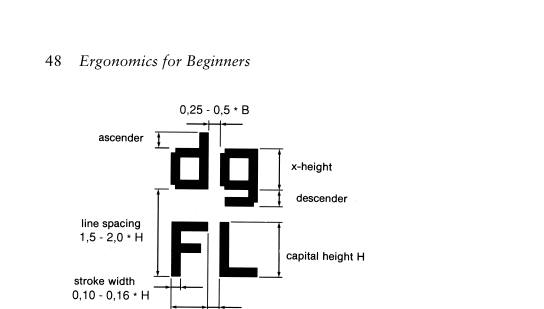 48 Ergonomics for Beginners
0,25 - 0,5 * B
ascender
dg
x-height
descender
line spacing
1,5 - 2,0 * H
FL
capital height H
stroke width
0,10 - 0,16 * H